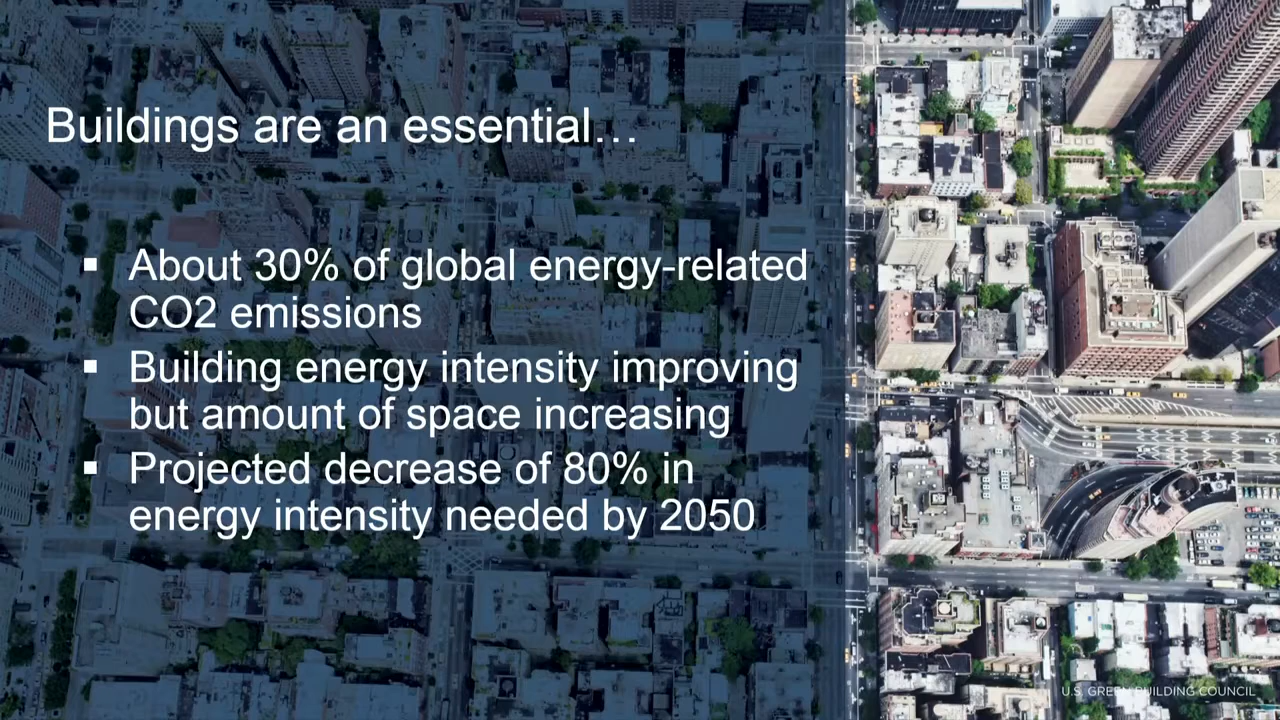 Buildings are an essential…
▪ About 30% of global energy-related
CO2 emissions
▪ Building energy intensity improving
but amount of space increasing
▪ Projected decrease of 80% in
energy intensity needed by 2050
U.S. GREEN BUILDING COUNCIL